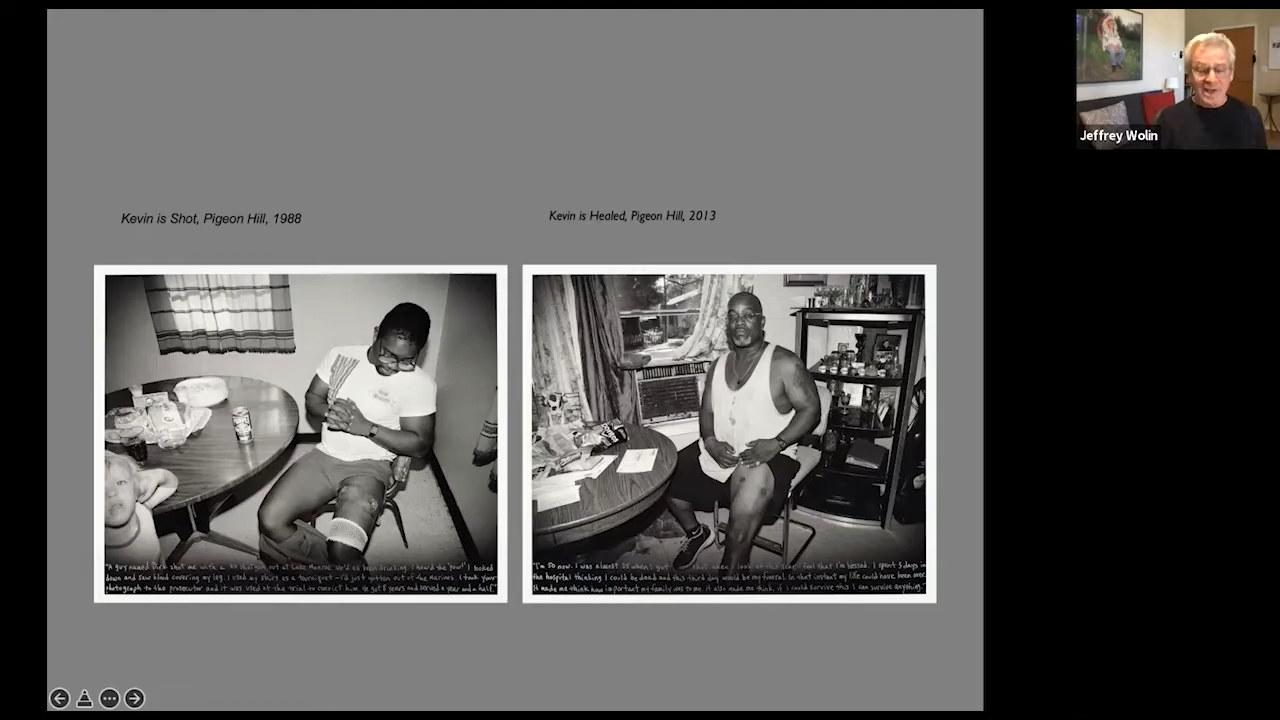 Kevin is Shot, Pigeon Hill, 1988
Kevin is Healed, Pigeon Hill, 2013
Jeffrey Wolin
"A guy named Dirk shot me with a shotgun out at Lake Monroe. We'd all been drinking. I heard the 'pow!' I looked
down and saw blood covering my leg. I used my shirt as a tourniquet – I'd just gotten out of the Marines. I took your
photograph to the prosecutor and it was used at the trial to convict him. He got 8 years and served a year and a half."
"I'm 50 now. I was almost 25 when I got shot. When I look at this scar I feel that I'm blessed. I spent 3 days in
the hospital thinking I could be dead and this third day would be my funeral. In that instant my life could have been over.
It made me think how important my family was to me. It also made me think, if I could survive this I can survive anything."